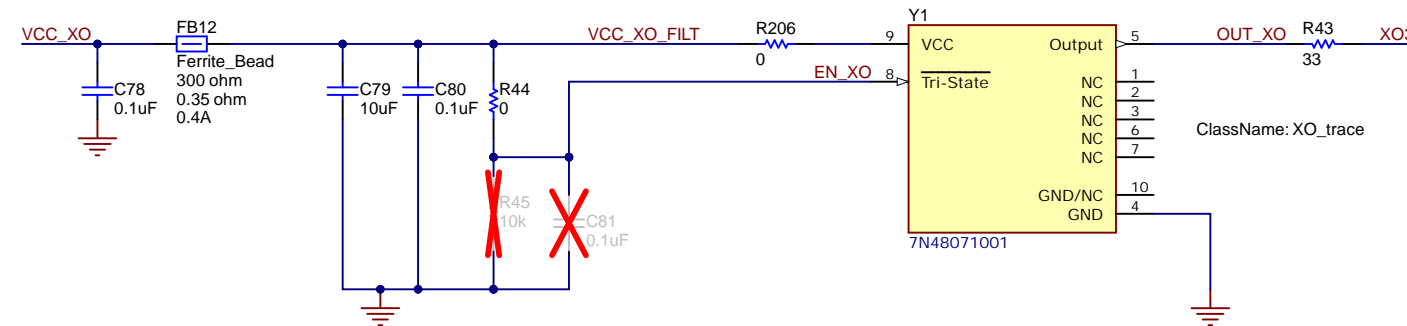 VCC_XO
FB12
Ferrite_Bead
300 ohm
0.35 ohm
0.4A
C78
0.1uF
C79
10uF
C80
0.1uF
R44
0
R45
10k
C81
0.1uF
VCC_XO_FILT
R206
0
EN_XO
Y1
9
VCC
8
Tri-State
Output
5
NC
1
NC
2
NC
3
NC
6
NC
7
GND/NC
10
GND
4
7N48071001
OUT_XO
R43
33
XO3
ClassName: XO_trace